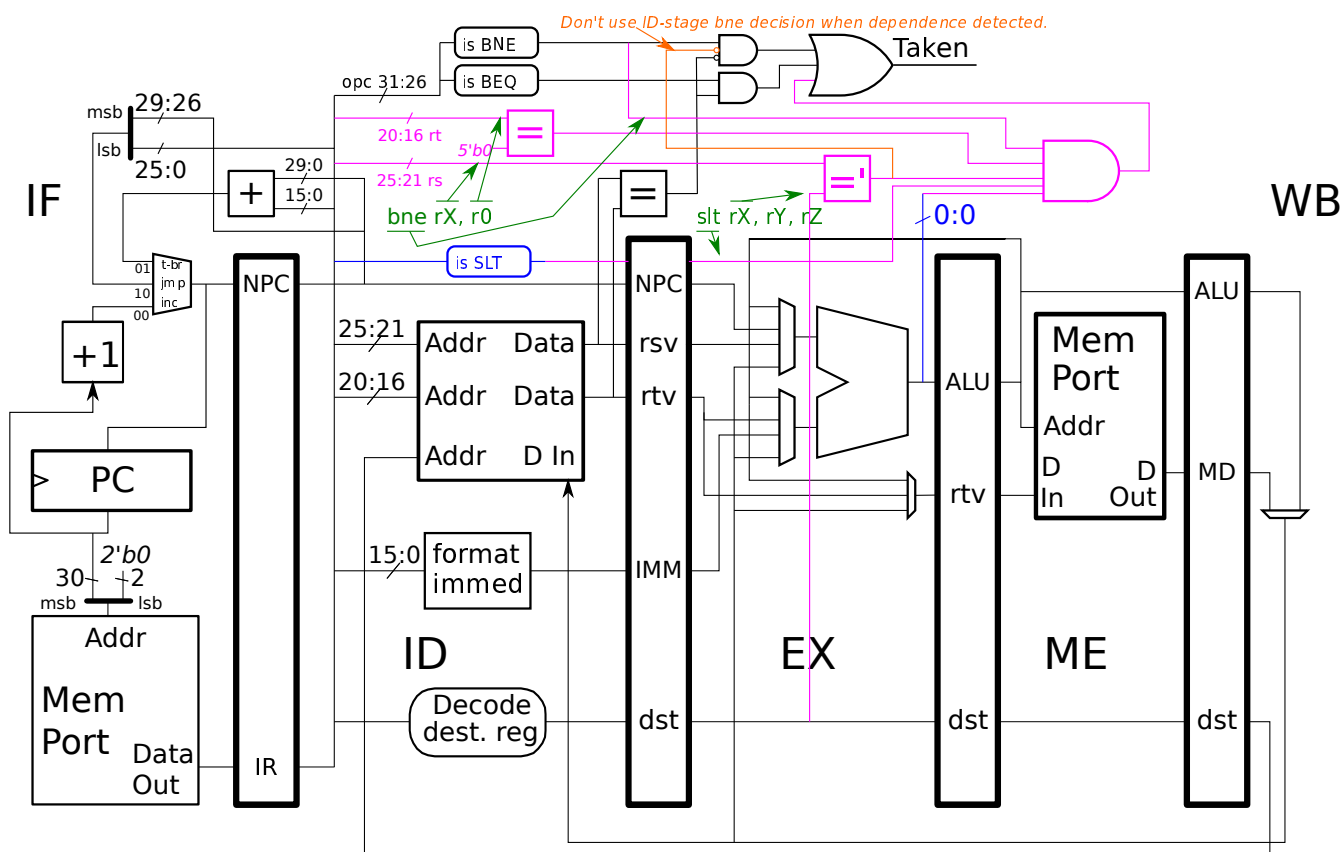 Don't use ID-stage bne decision when dependence detected.
is BNE
Taken
opc 31:26
is BEQ
msb
29:26
20:16 rt
=
lsb
25:0
5'b0
29:0
25:21 rs
='
IF
+
15:0
=
WB
bne rX, r0
slt rX, rY, rZ
0:0
01
t-br
is SLT
jmp
10
inc
00
NPC
NPC
ALU
+1
25:21
Addr
Data
rsv
Mem
Port
20:16
Addr
Data
rtv
ALU
Addr
Addr
D In
PC
D
In
D
Out
MD
rtv
2'b0
30
2
15:0
format
immed
IMM
msb
lsb
Addr
ID
EX
ME
Mem
Port
Decode
dest. reg
dst
dst
dst
Data
Out
IR